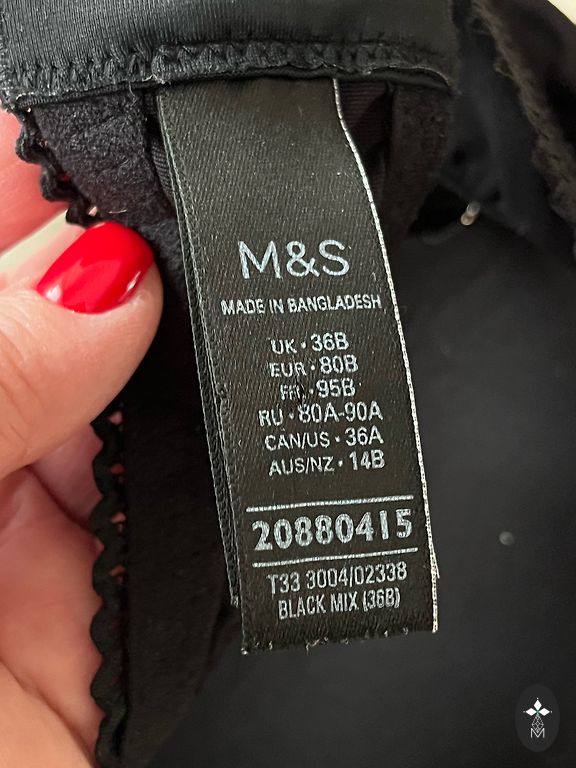 M&S
MADE IN BANGLADESH
UK • 36B
EUR • 80B
FR • 95B
RU • 80A-90A
CAN/US • 36A
AUS/NZ • 14B
20880415
T33 3004/02338
BLACK MIX (36B)
M